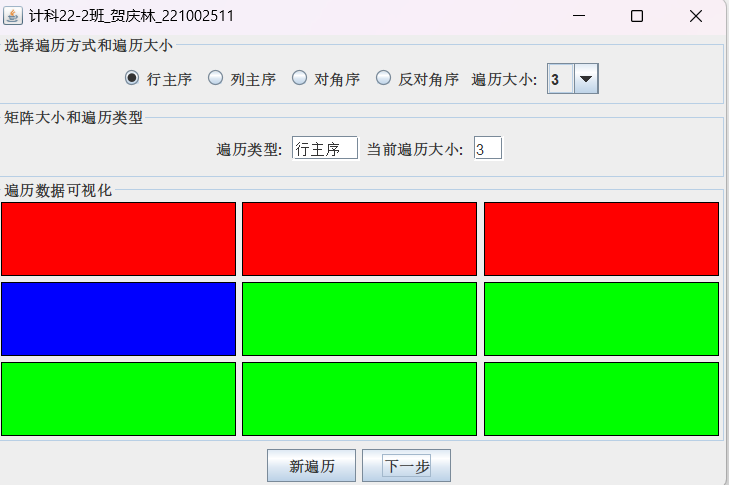 计科22-2班_贺庆林_221002511
选择遍历方式和遍历大小
行主序 列主序 对角序 反对角序 遍历大小: 3
矩阵大小和遍历类型
遍历类型: 行主序 当前遍历大小: 3
遍历数据可视化
新遍历 下一步